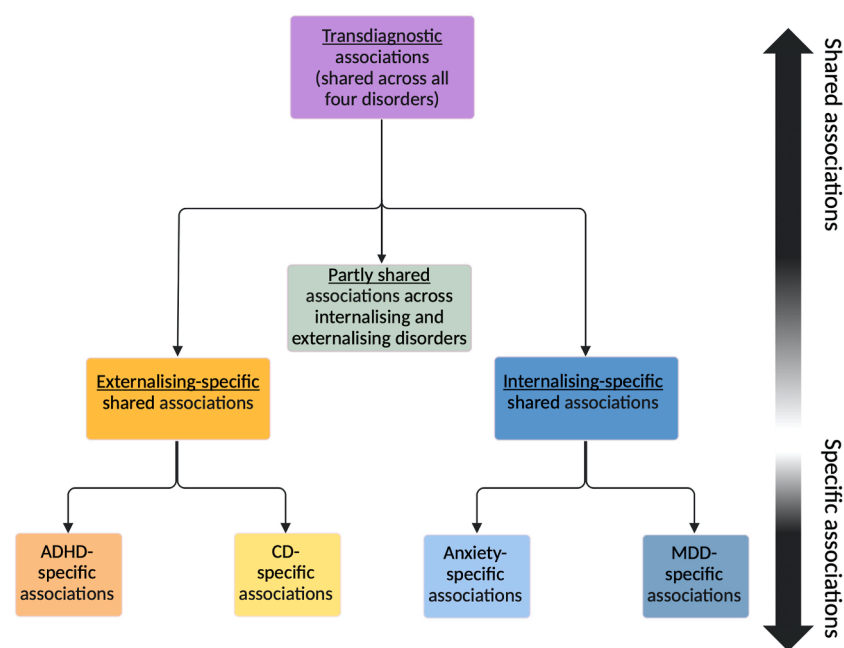 Transdiagnostic
associations
(shared across all
four disorders)
Shared associations
Partly shared
associations across
internalising and
externalising disorders
Externalising-specific
shared associations
Internalising-specific
shared associations
Specific associations
ADHD-
specific
associations
CD-
specific
associations
Anxiety-
specific
associations
MDD-
specific
associations